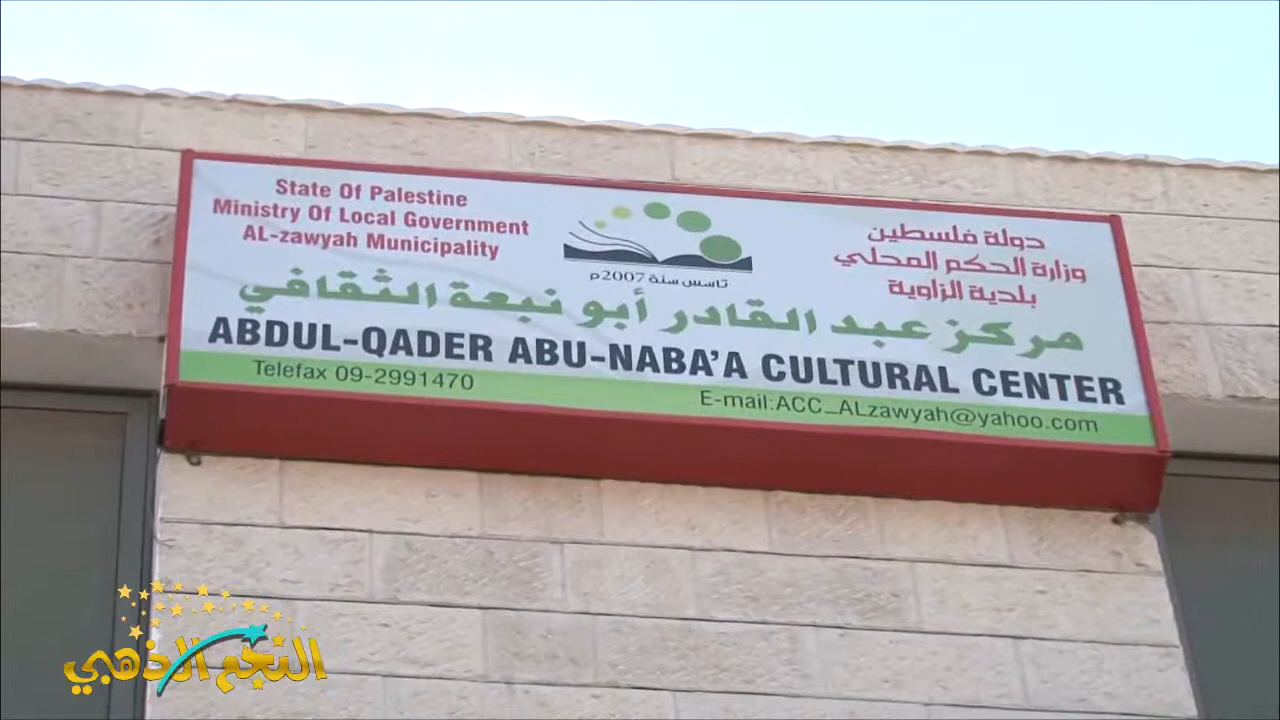 State Of Palestine
Ministry Of Local Government
AL-zawyah Municipality
تاسس سنة 2007م
دولة فلسطين
وزارة الحكم المحلي
بلدية الزاوية
مركز عبد القادر أبو نبعة الثقافي
ABDUL-QADER ABU-NABA'A CULTURAL CENTER
Telefax 09-2991470
E-mail:ACC_ALzawyah@yahoo.com
النجم الذهبي